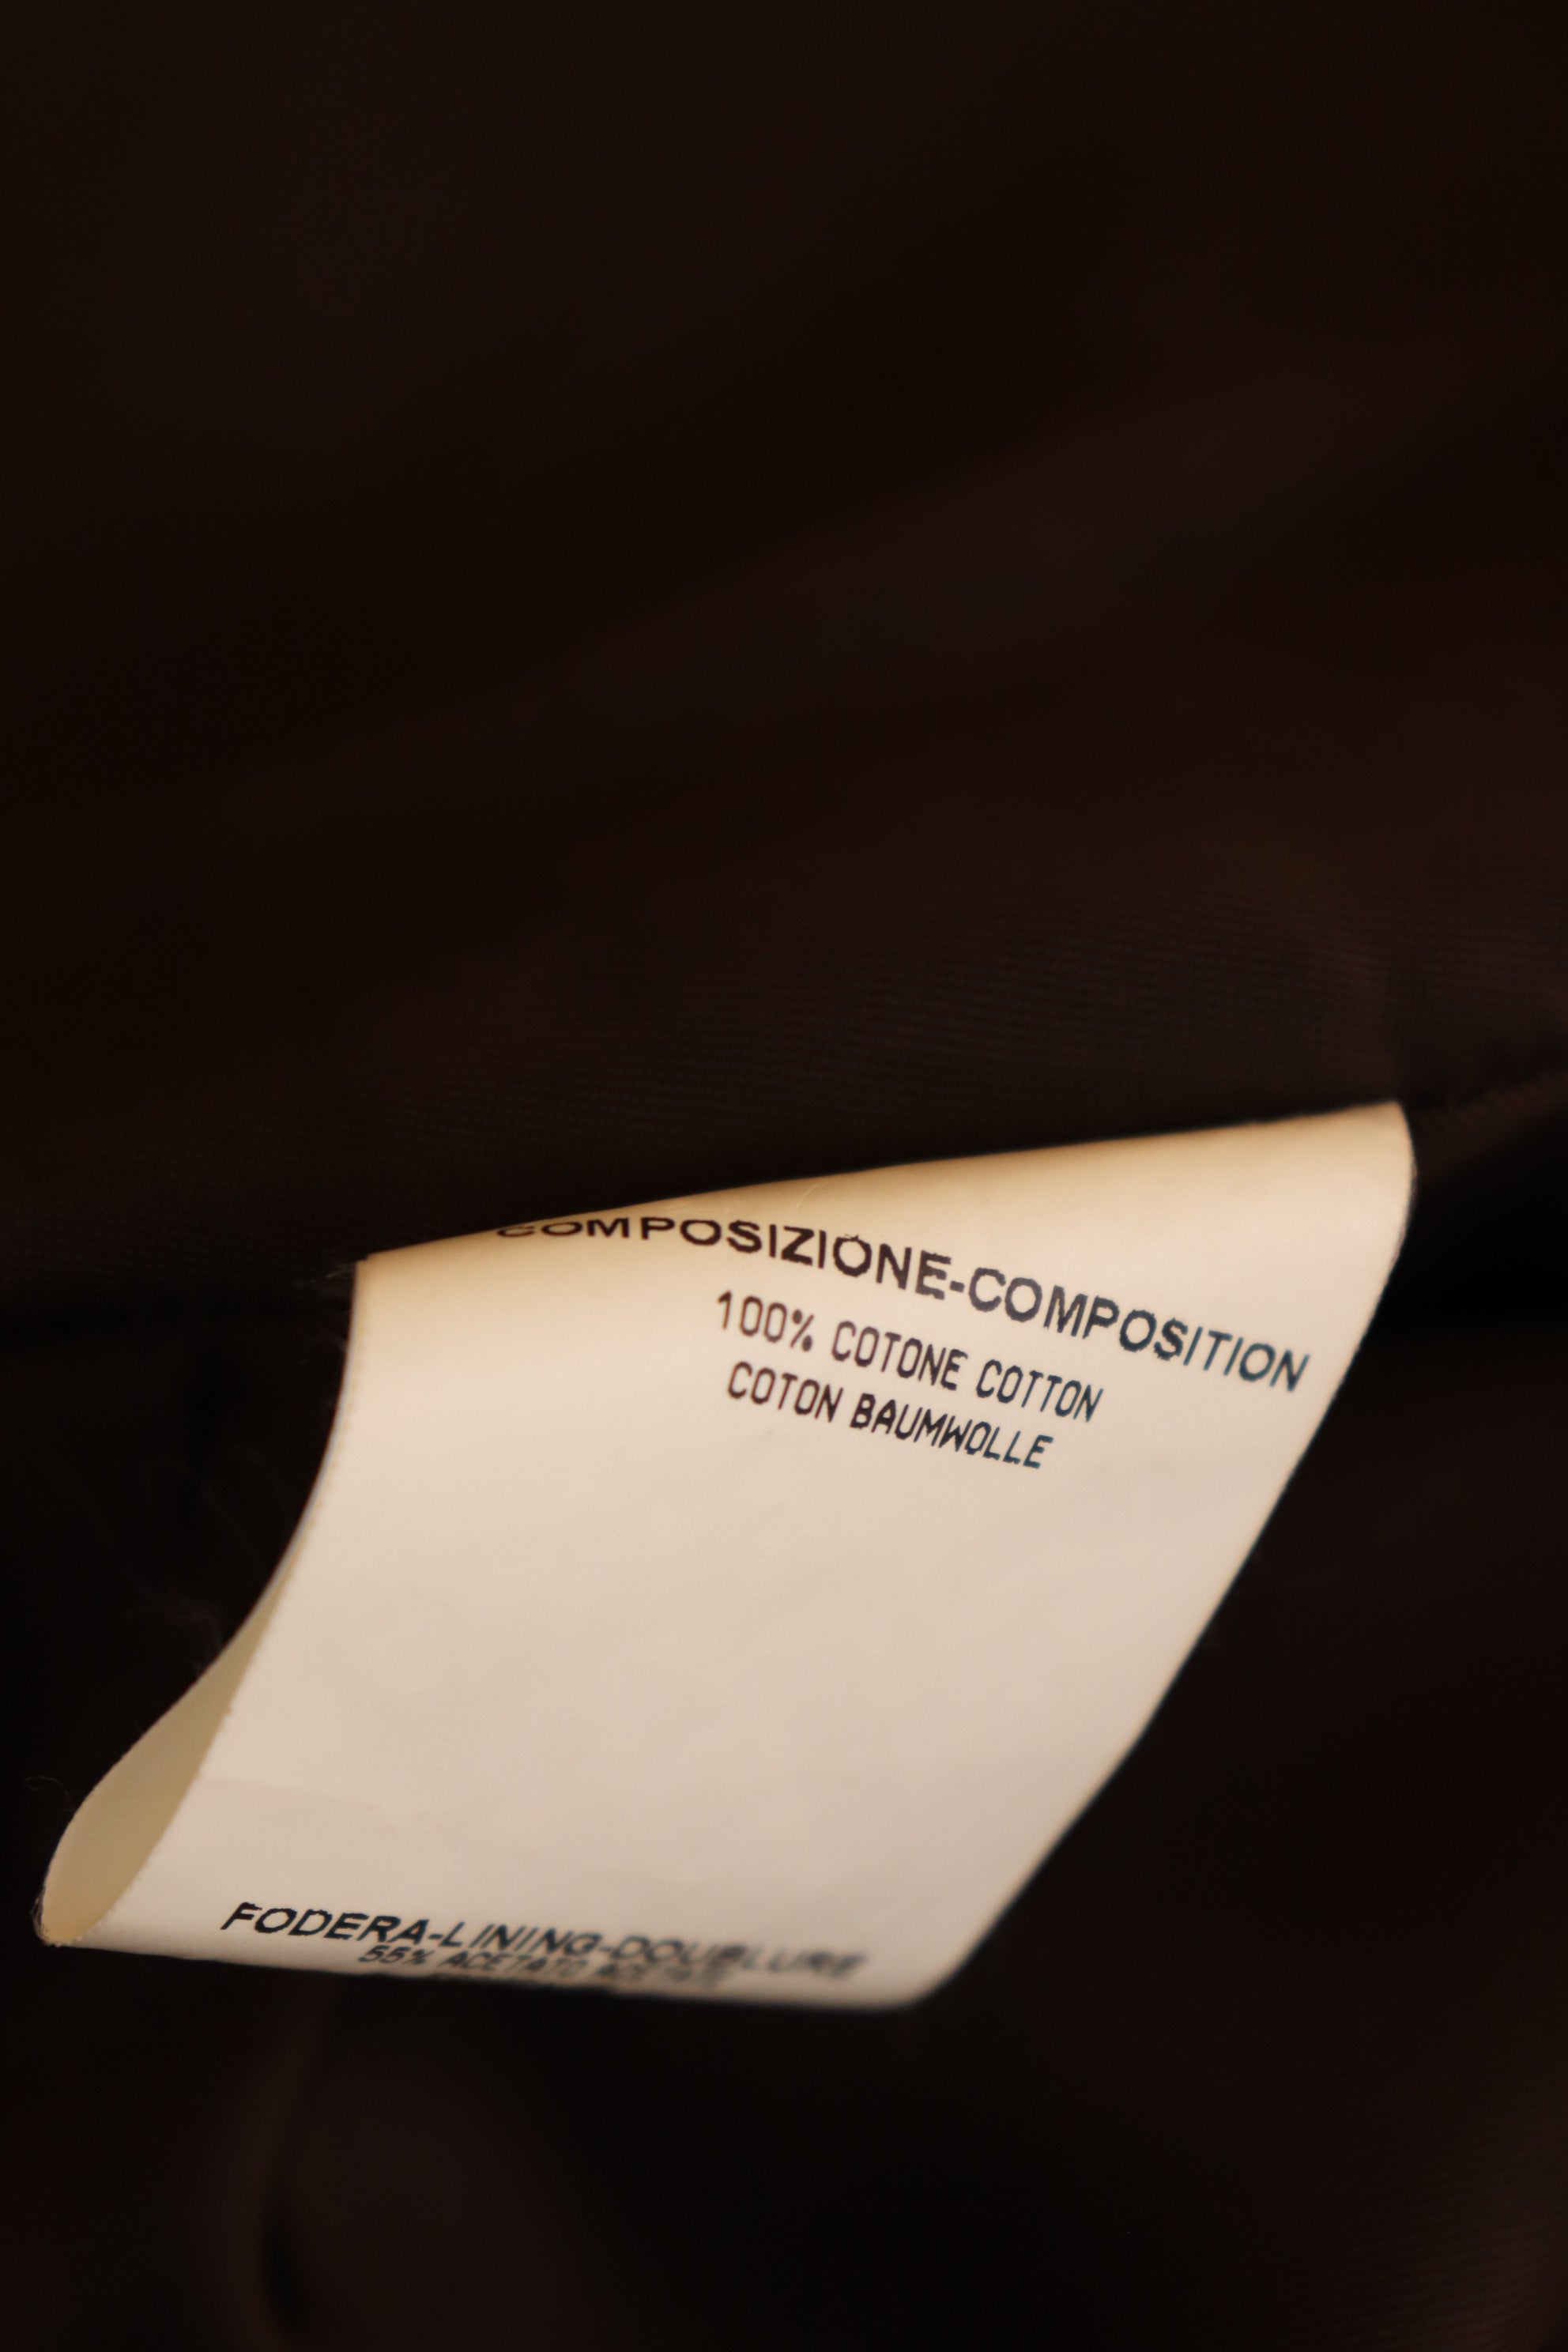 COMPOSIZIONE-COMPOSITION
100% COTONE COTTON
COTON BAUMWOLLE
FODERA-LINING-DOUBLURE
55% ACETATO ACETATE